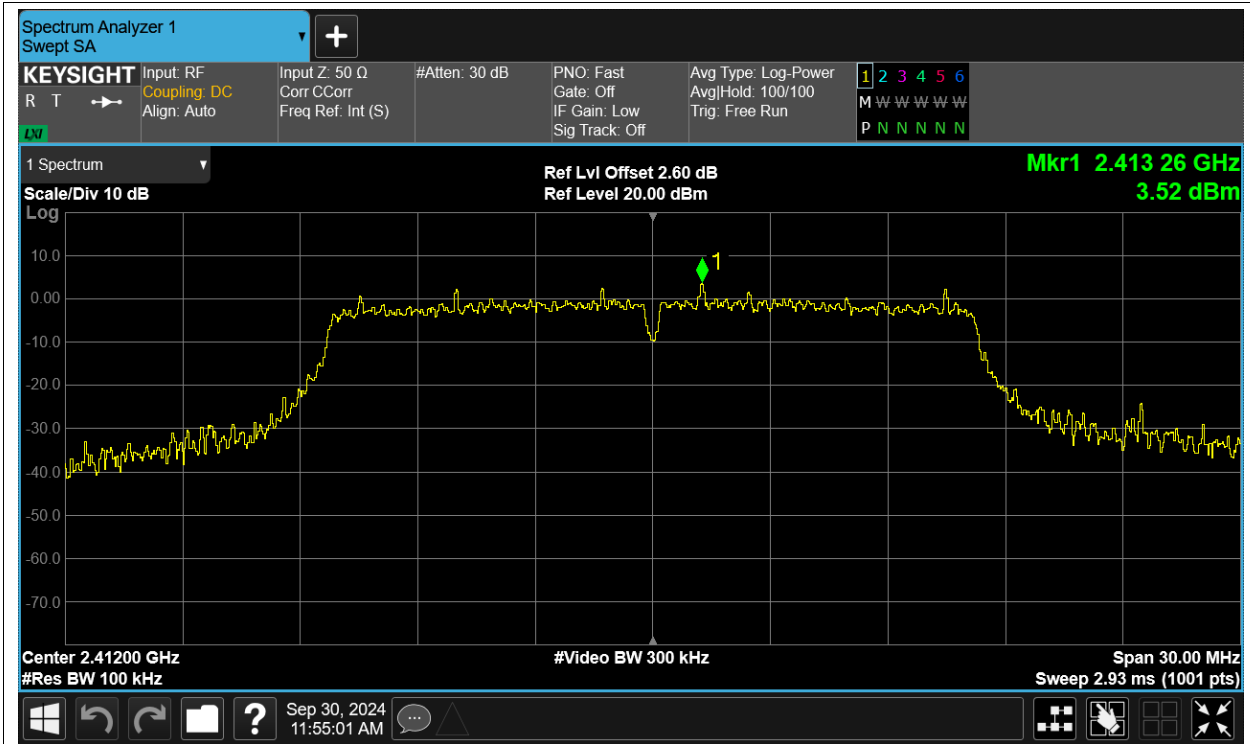 Spectrum Analyzer 1
Swept SA
KEYSIGHT
R T
LXI
Input: RF
Coupling: DC
Align: Auto
Input Z: 50 Ω
Corr CCorr
Freq Ref: Int (S)
#Atten: 30 dB
PNO: Fast
Gate: Off
IF Gain: Low
Sig Track: Off
Avg Type: Log-Power
Avg|Hold: 100/100
Trig: Free Run
1 2 3 4 5 6
M W W W W W
P N N N N N
1 Spectrum
Scale/Div 10 dB
Log
Ref Lvl Offset 2.60 dB
Ref Level 20.00 dBm
Mkr1 2.413 26 GHz
3.52 dBm
1
10.0
0.00
-10.0
-20.0
-30.0
-40.0
-50.0
-60.0
-70.0
Center 2.41200 GHz
#Res BW 100 kHz
#Video BW 300 kHz
Span 30.00 MHz
Sweep 2.93 ms (1001 pts)
?
Sep 30, 2024
11:55:01 AM